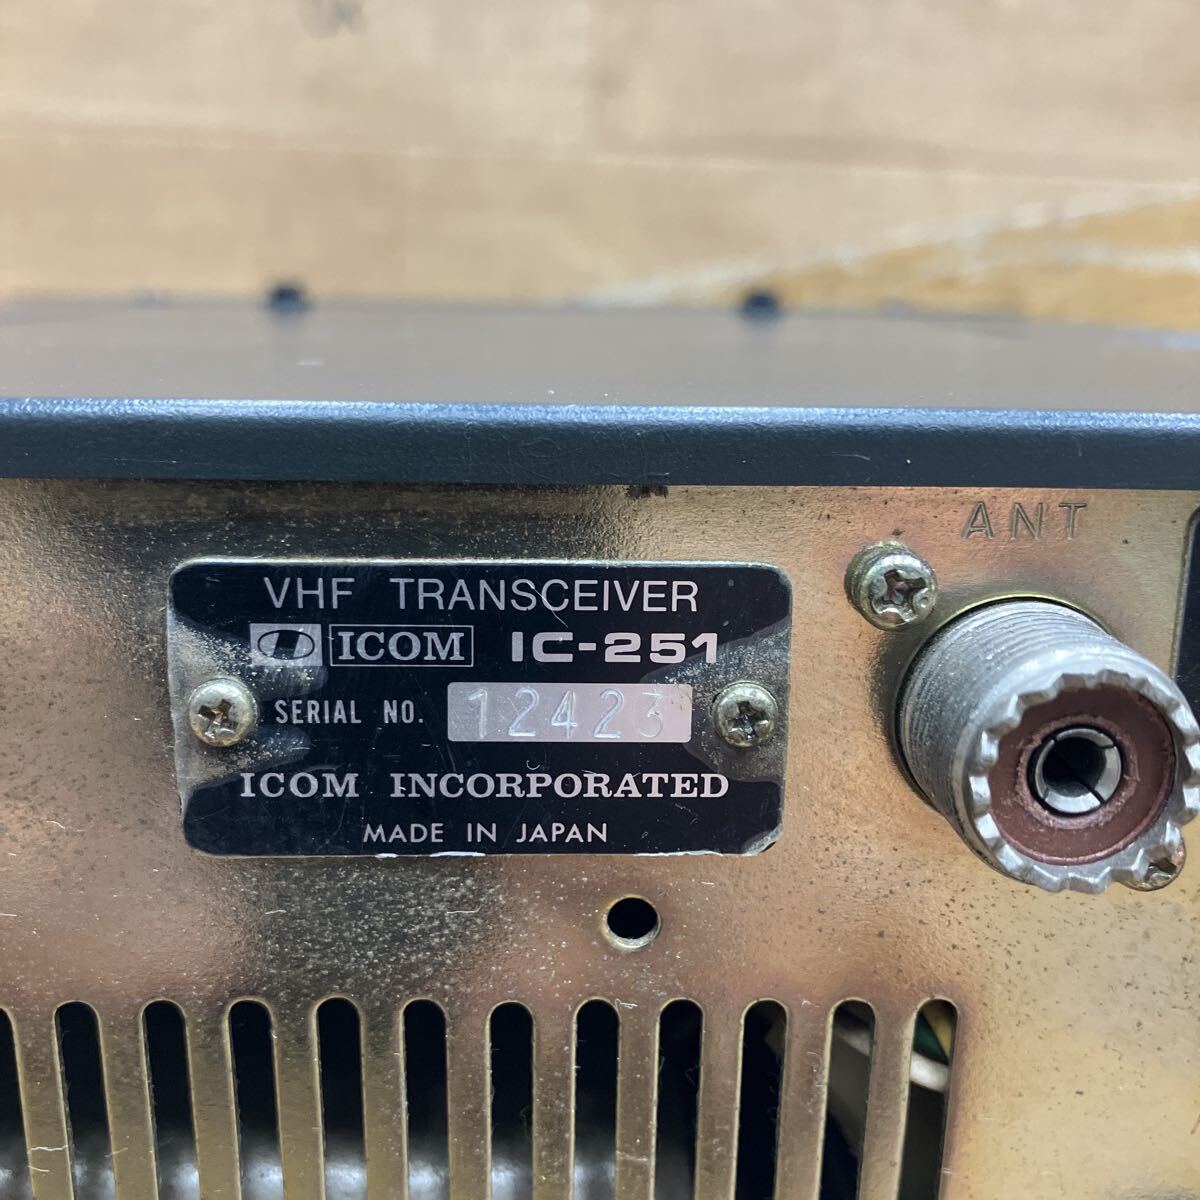 ANT
VHF TRANSCEIVER
ICOM IC-251
SERIAL NO. 12423
ICOM INCORPORATED
MADE IN JAPAN